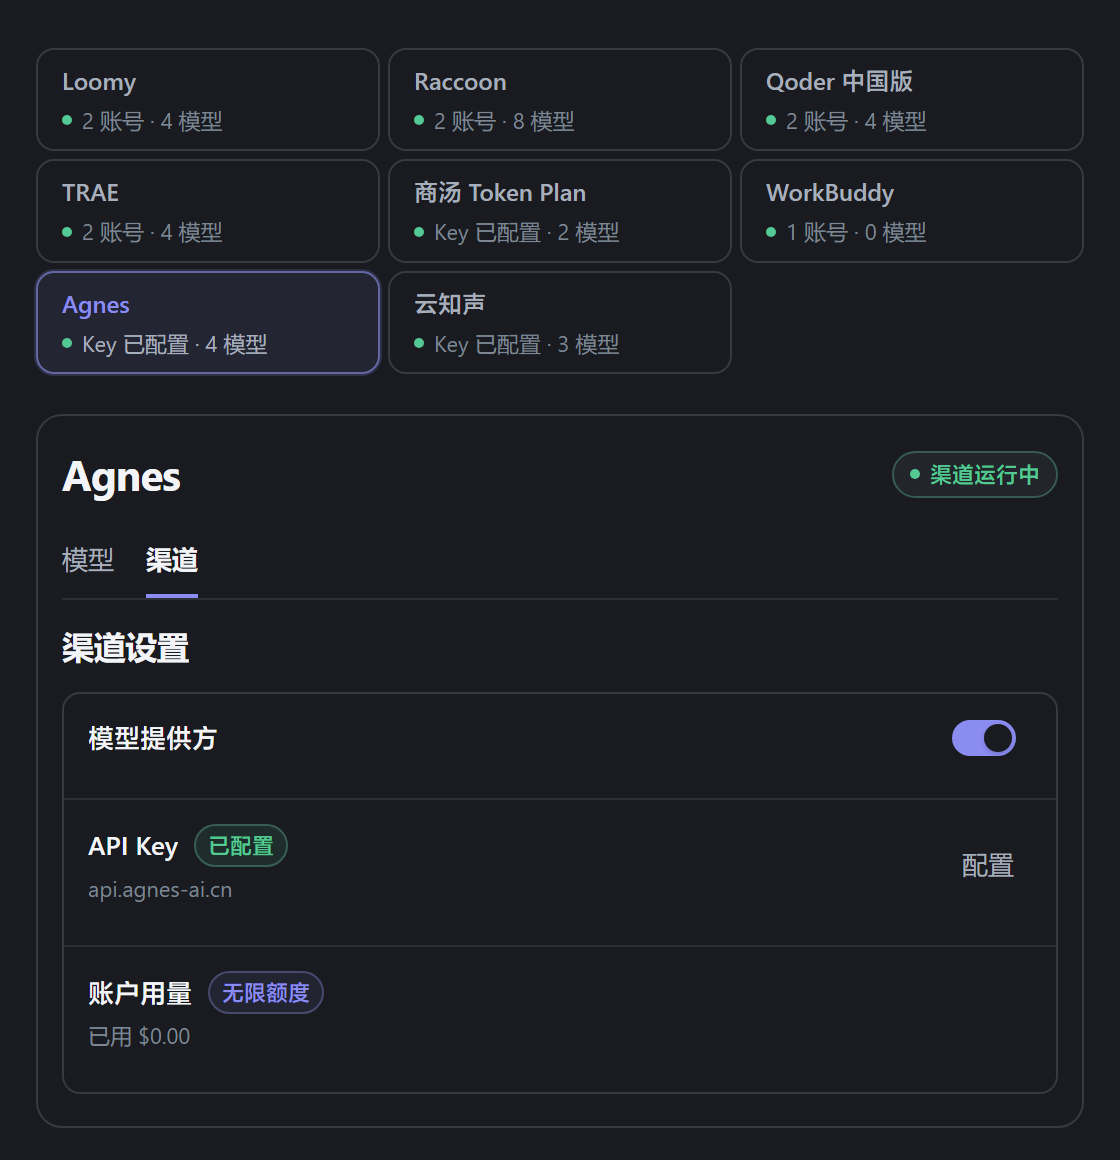 Loomy
2 账号 · 4 模型
Raccoon
2 账号 · 8 模型
Qoder 中国版
2 账号 · 4 模型
TRAE
2 账号 · 4 模型
商汤 Token Plan
Key 已配置 · 2 模型
WorkBuddy
1 账号 · 0 模型
Agnes
Key 已配置 · 4 模型
云知声
Key 已配置 · 3 模型
Agnes
渠道运行中
模型 渠道
渠道设置
模型提供方
API Key 已配置
api.agnes-ai.cn
配置
账户用量 无限额度
已用 $0.00